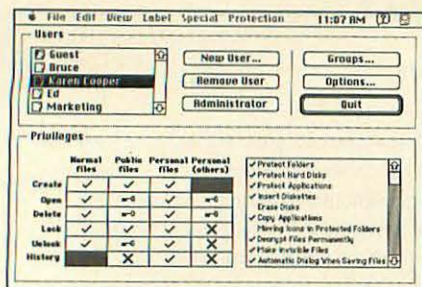 File Edit View Label Special Protection 11:07 AM
Users
Guest
Bruce
Karen Cooper
Ed
Marketing
New User...
Remove User
Administrator
Groups...
Options...
Quit
Privileges
Normal files
Public files
Personal files
Personal (others)
Create
Open
Delete
Lock
Unlock
History
Protect Folders
Protect Hard Disks
Protect Applications
Insert Diskettes
Erase Disks
Copy Applications
Moving Icons in Protected Folders
Decrypt Files Permanently
Make Invisible Files
Automatic Dialog When Saving Files